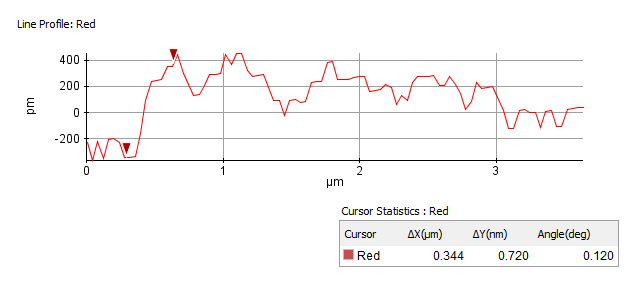 Line Profile: Red
400
200
0
-200
pm
0 1 2 3
µm
Cursor Statistics : Red
Cursor ΔX(µm) ΔY(nm) Angle(deg)
Red 0.344 0.720 0.120